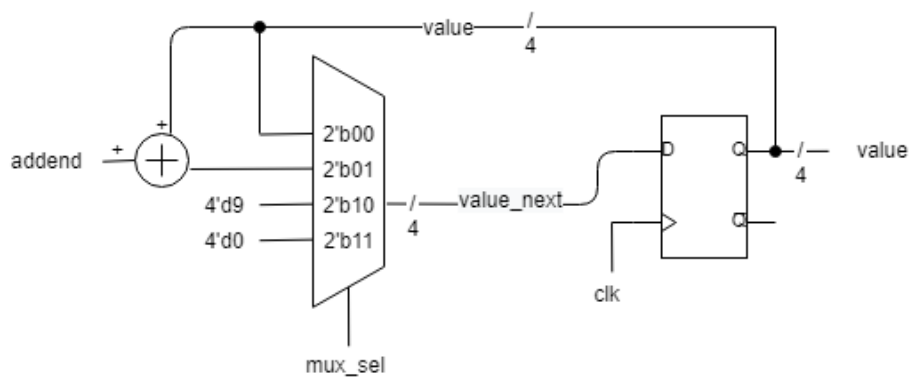 value
/
4
+
+
addend
2'b00
2'b01
4'd9
2'b10
4'd0
2'b11
/
4
value_next
mux_sel
D
Q
Q
clk
/
4
value